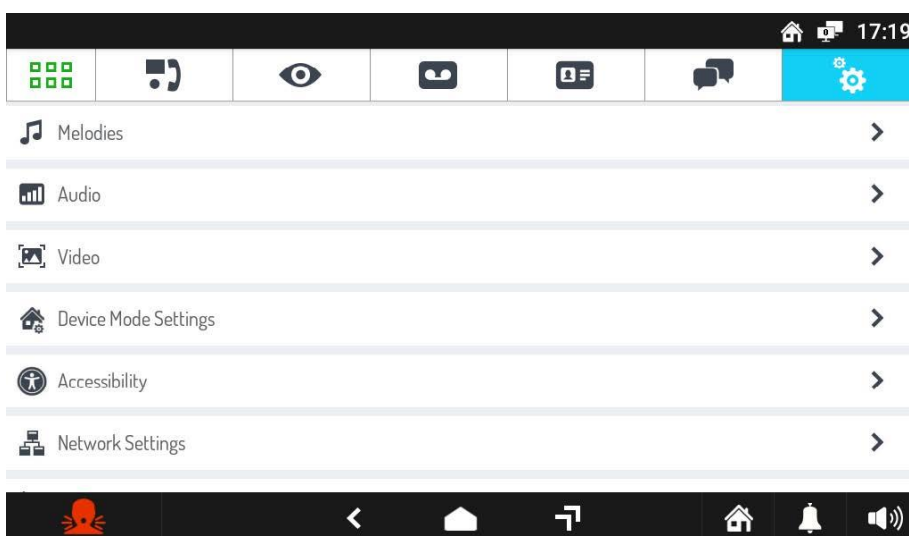 17:19
Melodies
Audio
Video
Device Mode Settings
Accessibility
Network Settings